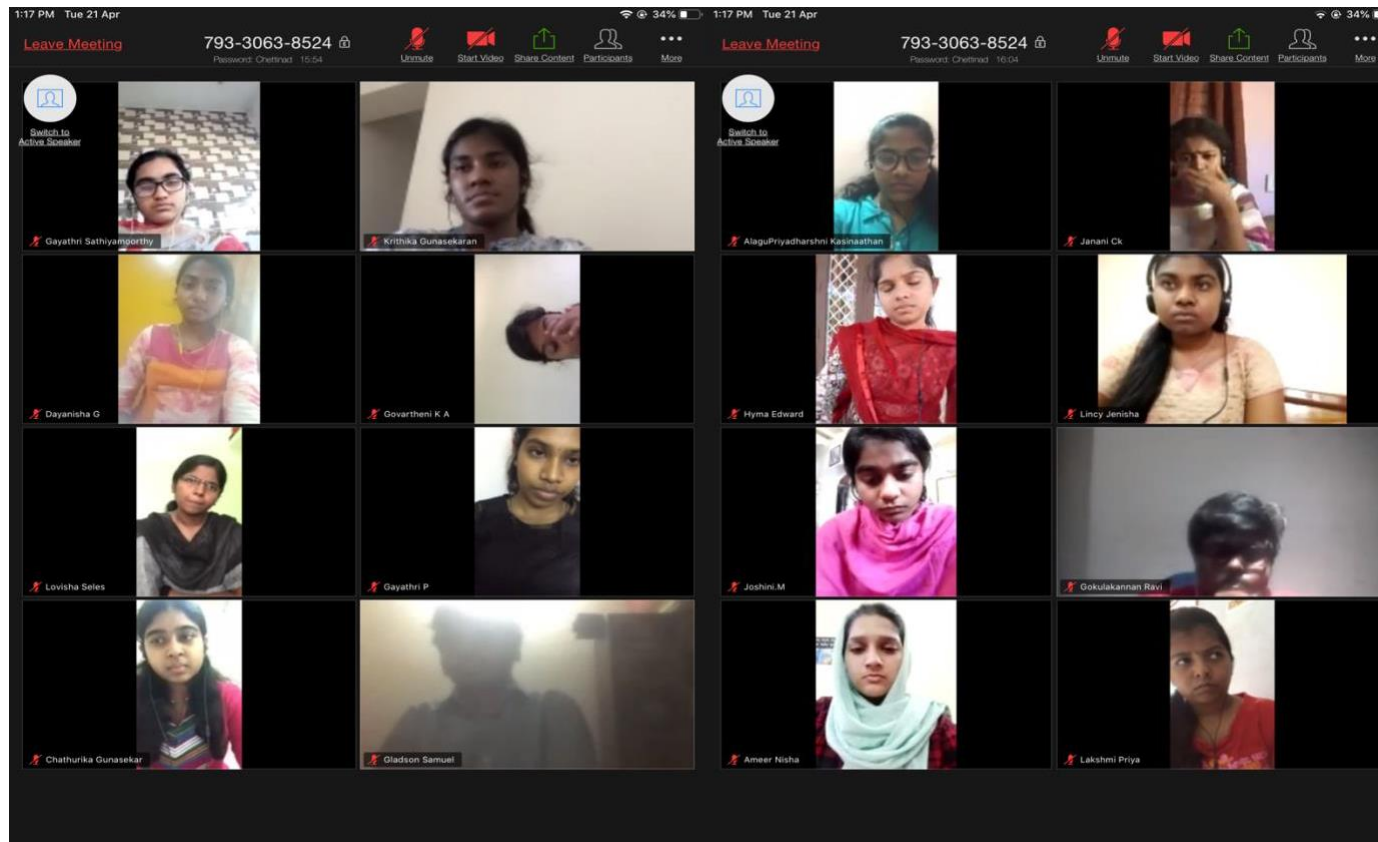 1:17 PM Tue 21 Apr
34%
Leave Meeting
793-3063-8524
Password: Chettinad 15:54
Unmute
Start Video
Share Content
Participants
More
Switch to
Active Speaker
Gayathri Sathiyamoorthy
Krithika Gunasekaran
Dayanisha G
Govartheni K A
Lovisha Seles
Gayathri P
Chathurika Gunasekar
Gladson Samuel
1:17 PM Tue 21 Apr
34%
Leave Meeting
793-3063-8524
Password: Chettinad 16:04
Unmute
Start Video
Share Content
Participants
More
Switch to
Active Speaker
AlaguPriyadharshni Kasinaathan
Janani Ck
Hyma Edward
Lincy Jenisha
Joshini.M
Gokulakannan Ravi
Ameer Nisha
Lakshmi Priya